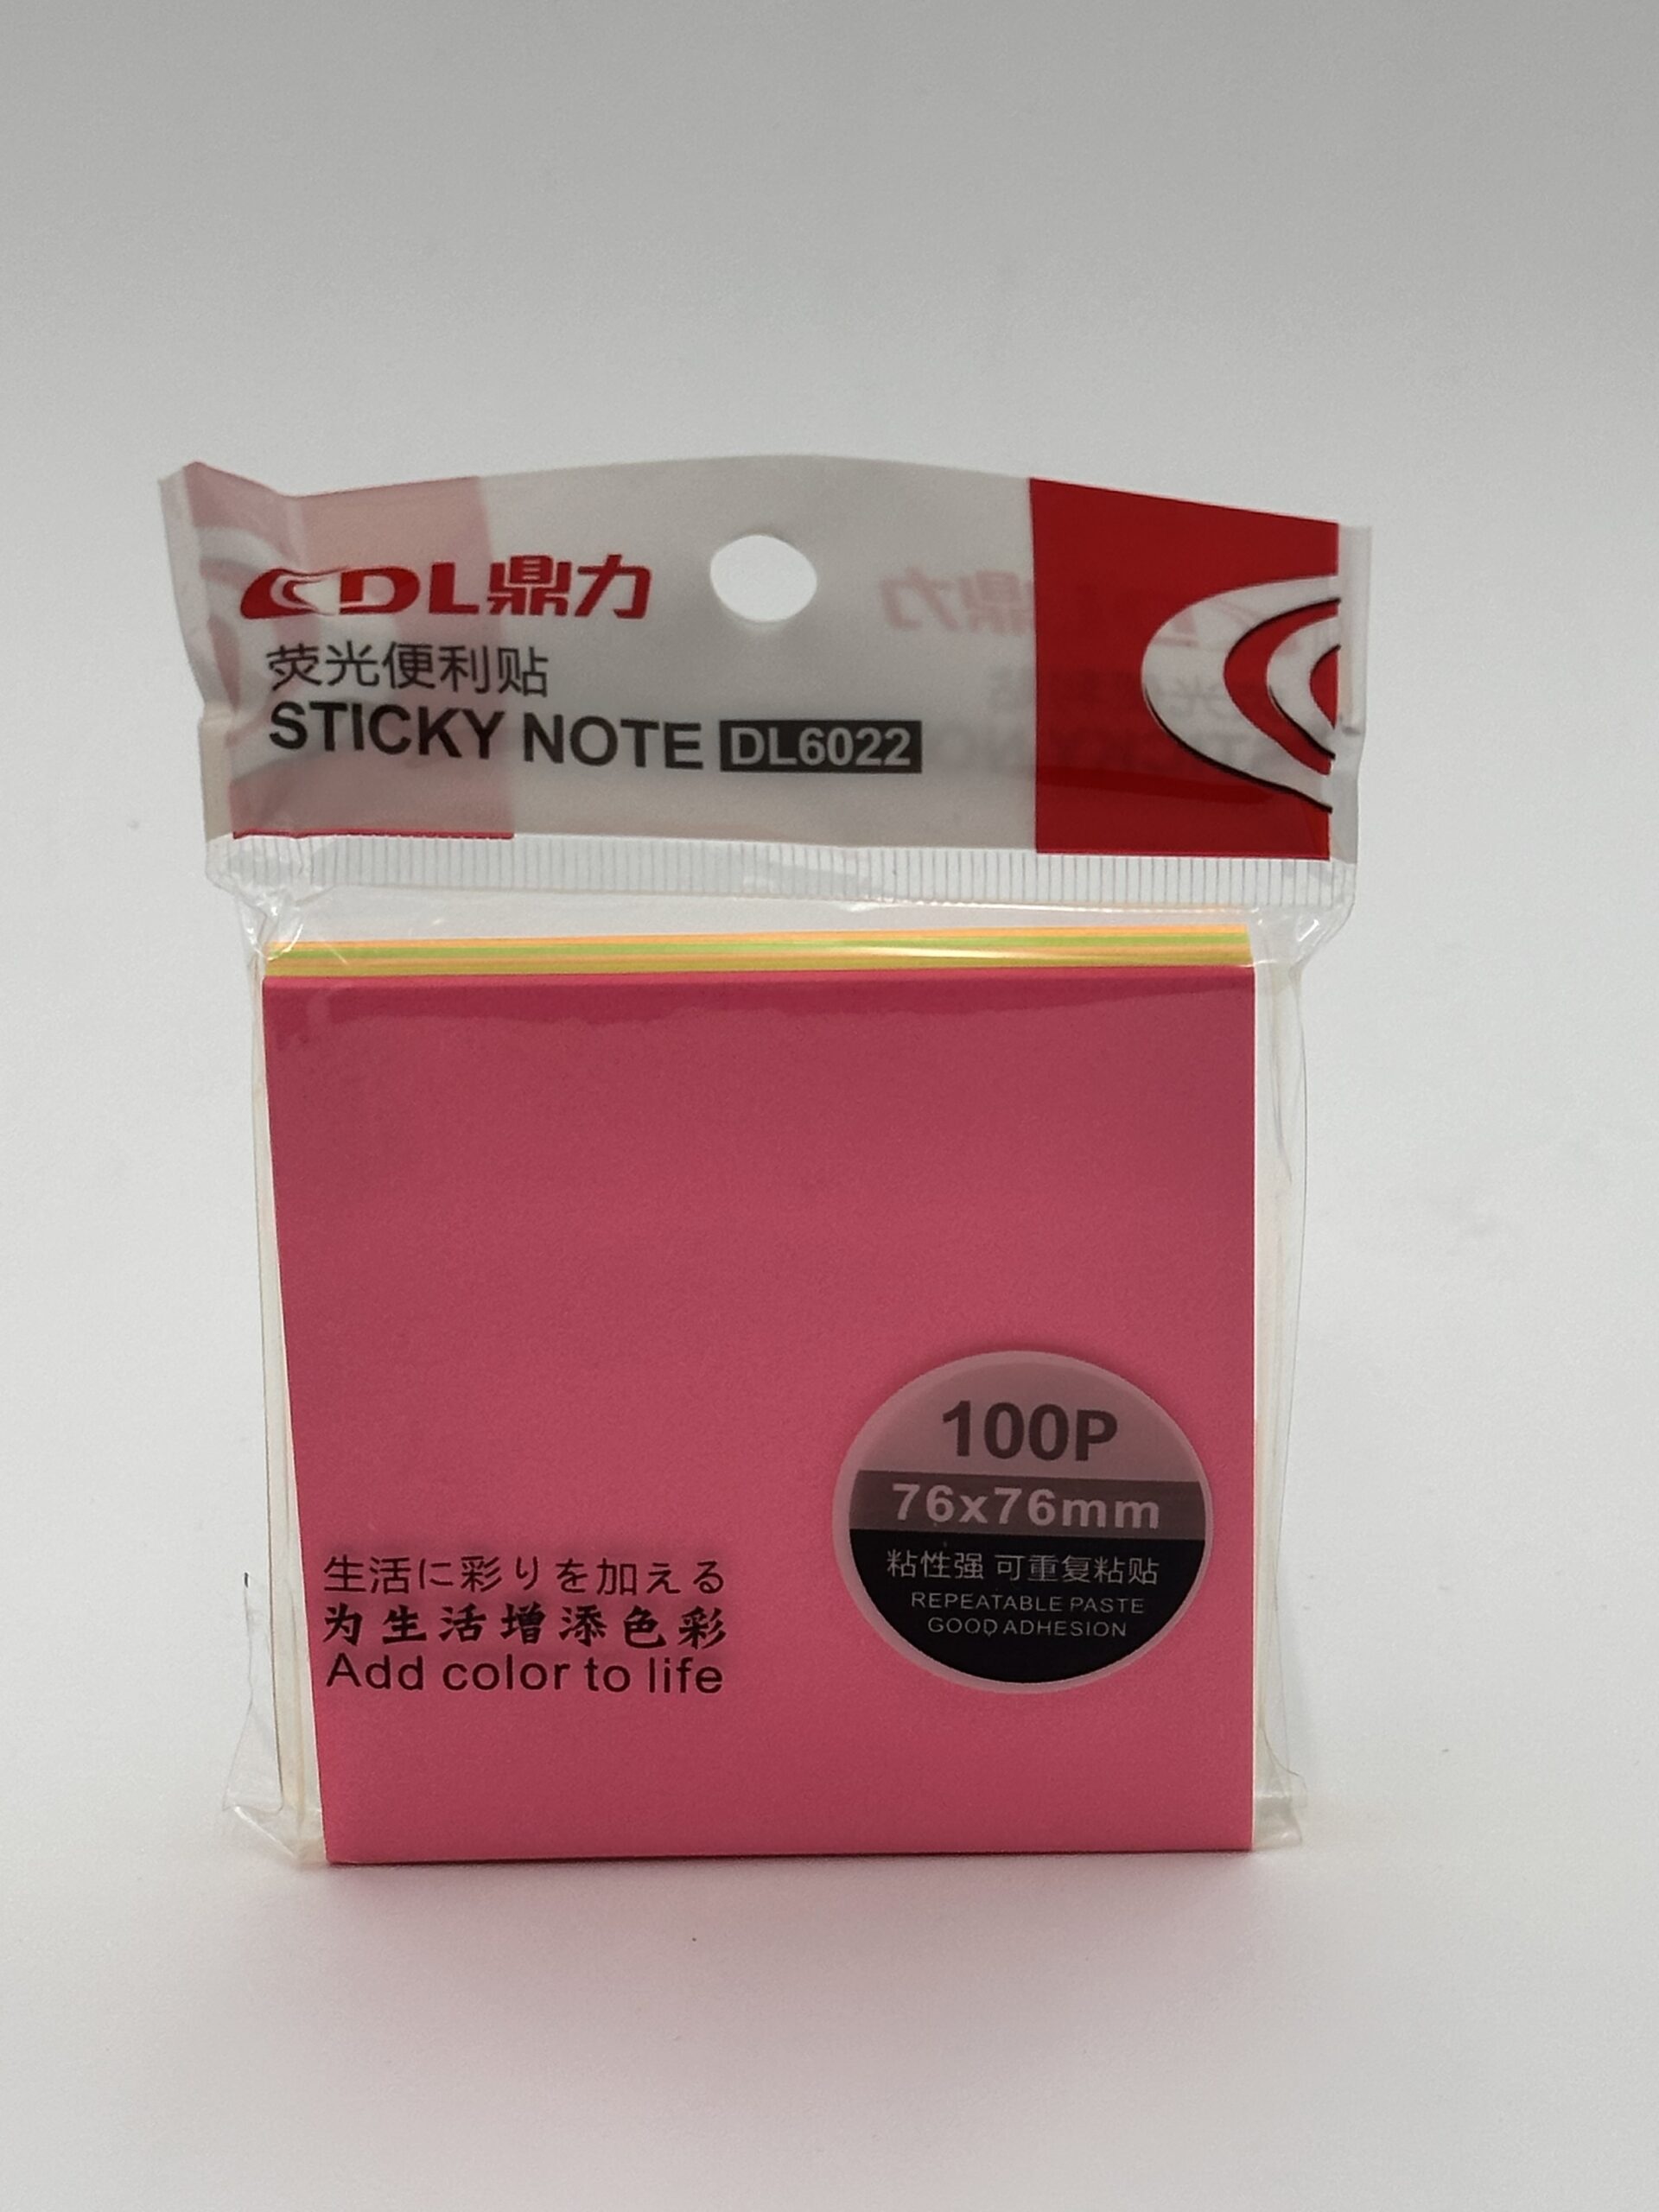 DL鼎力
荧光便利贴
STICKY NOTE DL6022
100P
76x76mm
粘性强 可重复粘贴
REPEATABLE PASTE
GOOD ADHESION
生活に彩りを加える
为生活增添色彩
Add color to life